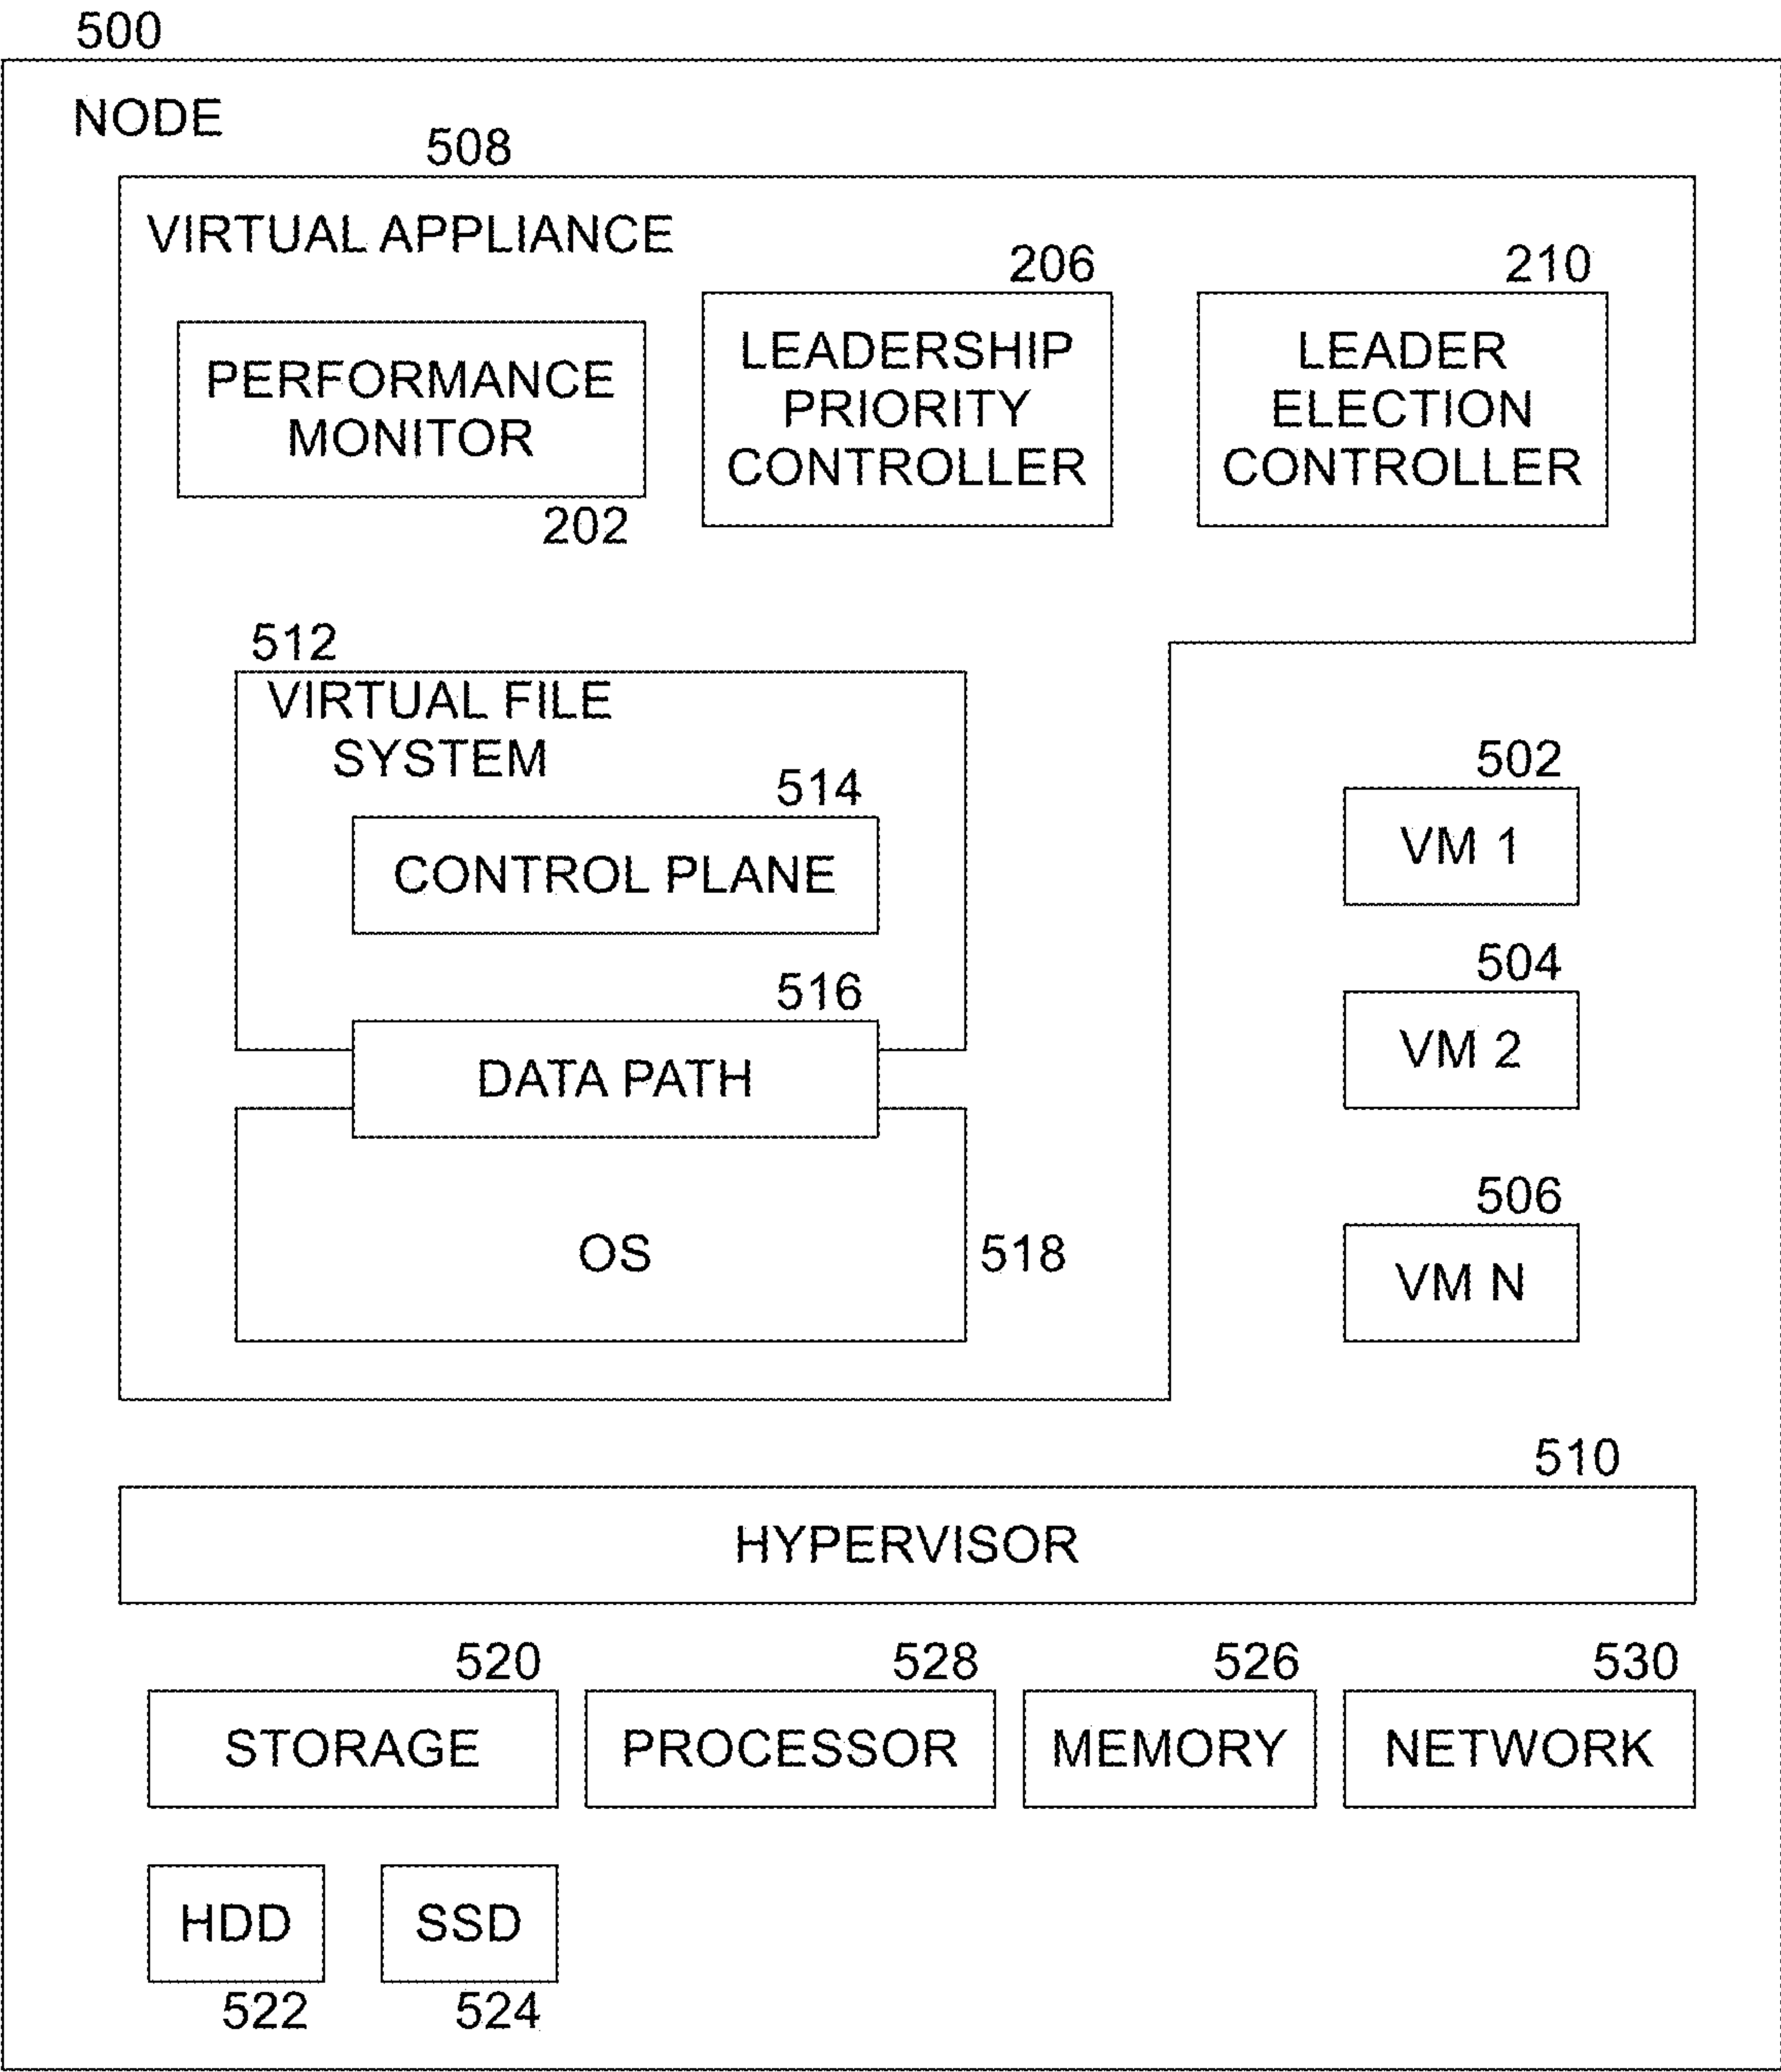 500
NODE
508
VIRTUAL APPLIANCE
206
210
PERFORMANCE
MONITOR
202
LEADERSHIP
PRIORITY
CONTROLLER
LEADER
ELECTION
CONTROLLER
512
VIRTUAL FILE
SYSTEM
514
CONTROL PLANE
516
DATA PATH
OS
518
502
VM 1
504
VM 2
506
VM N
510
HYPERVISOR
520
STORAGE
528
PROCESSOR
526
MEMORY
530
NETWORK
HDD
522
SSD
524